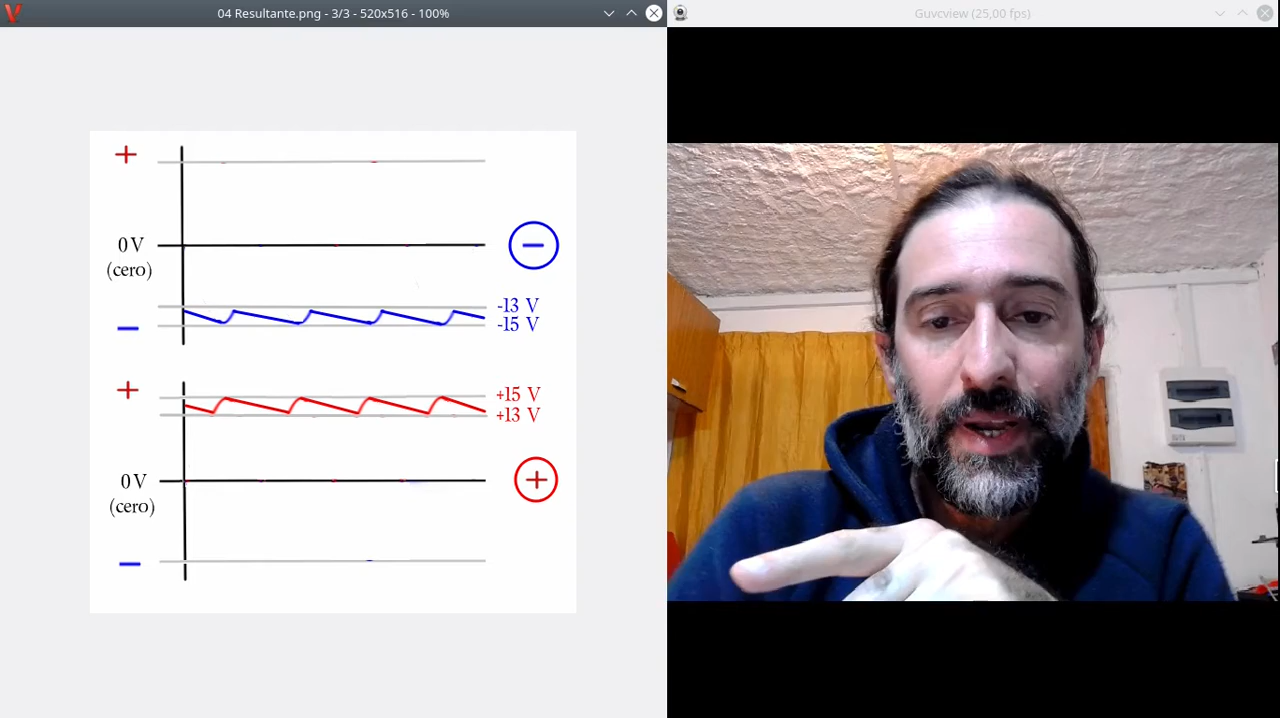 04 Resultante.png - 3/3 - 520x516 - 100%
Guvcview (25,00 fps)
+
0 V
(cero)
−
-13 V
-15 V
−
+
+15 V
+13 V
0 V
(cero)
+
−